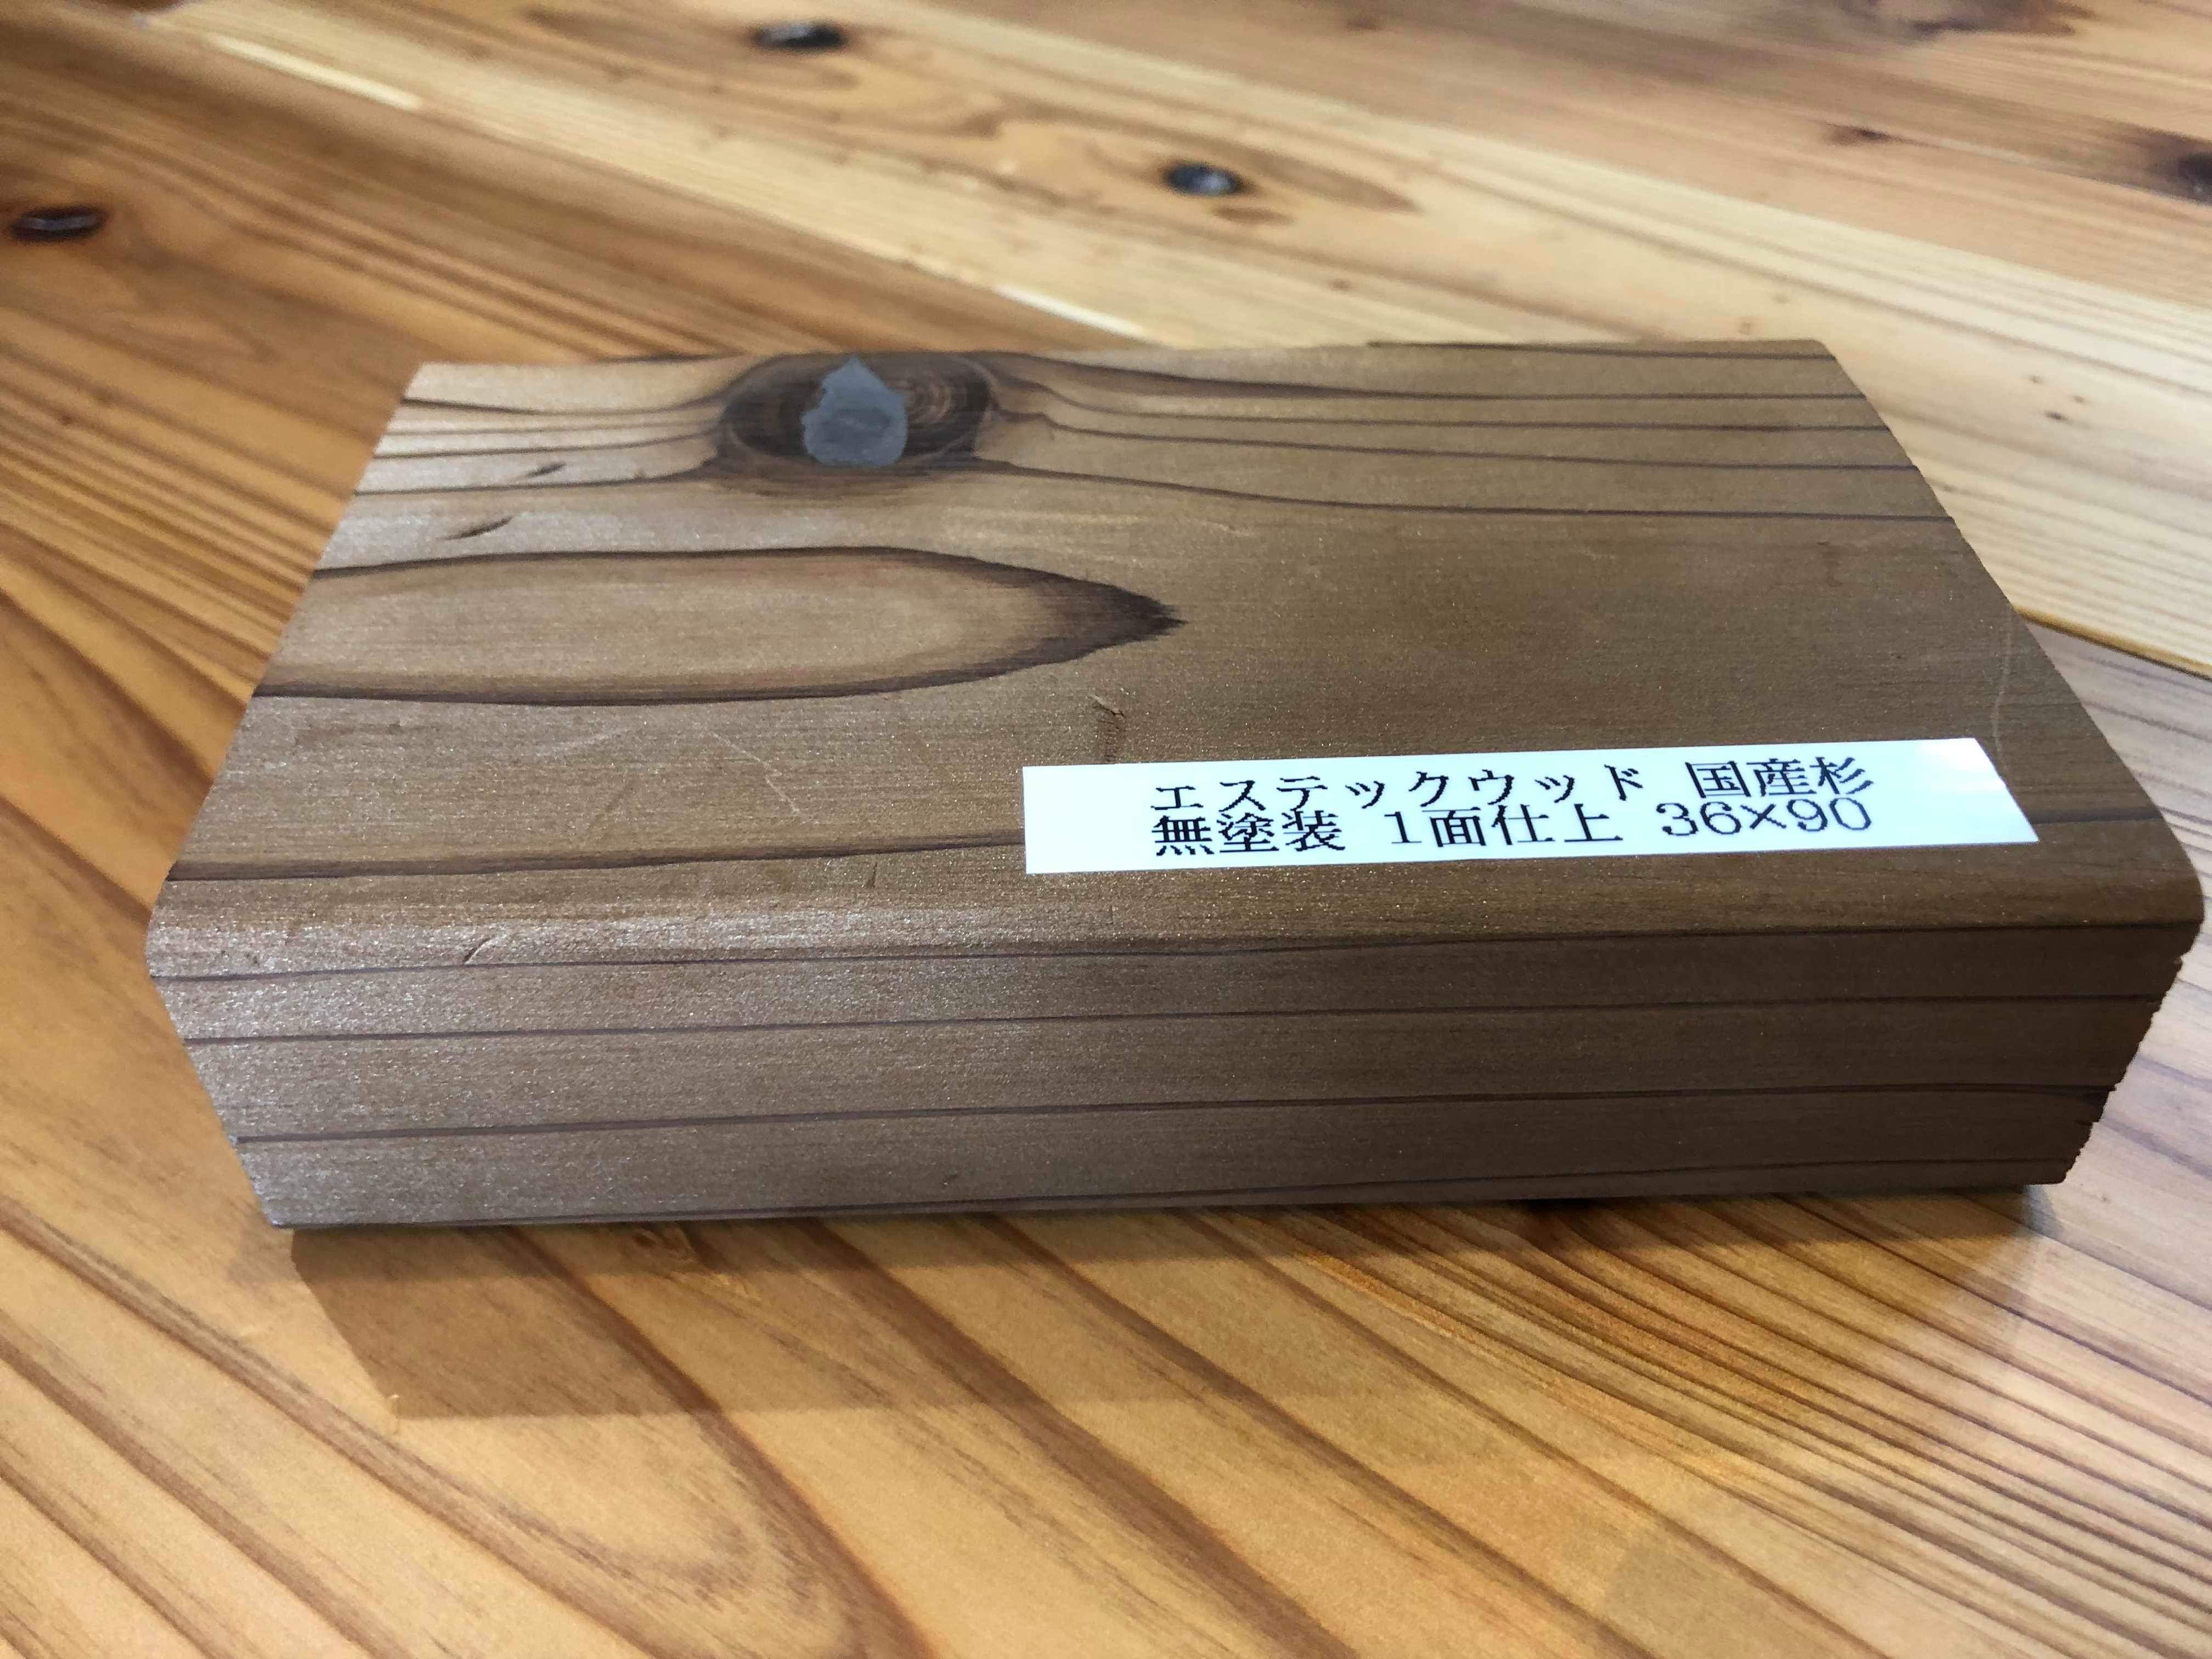 エステックウッド 国産杉
無塗装 1面仕上 36×90